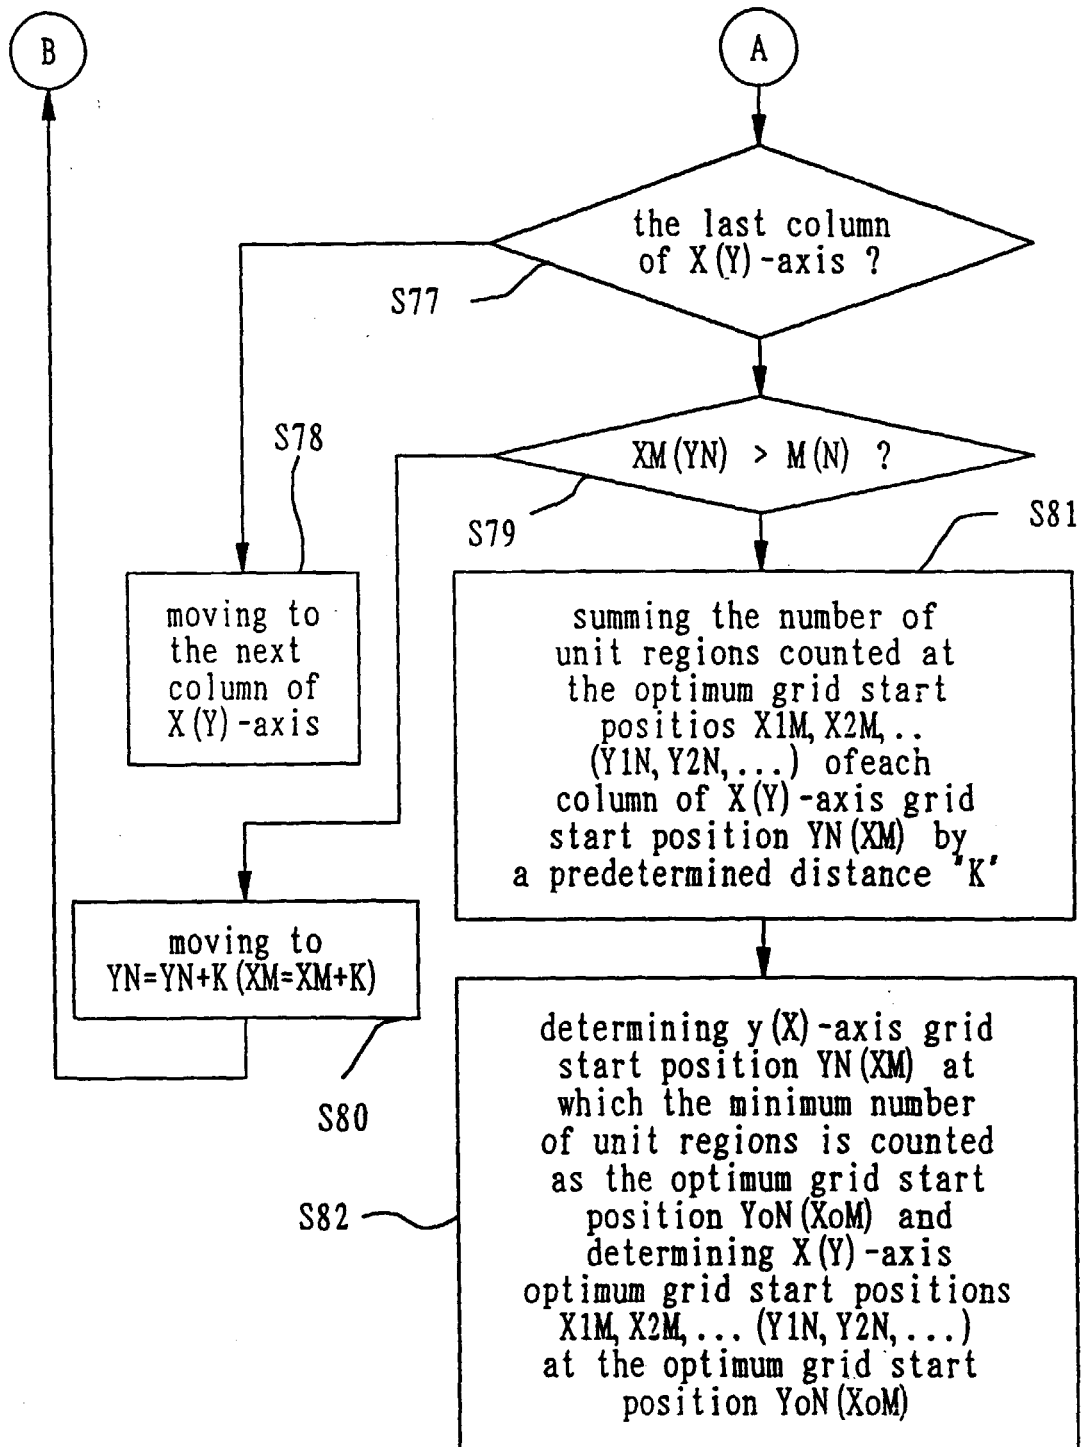 B
A
the last column
of X(Y)-axis ?
S77
XM(YN) > M(N) ?
S78
S79
S81
moving to
the next
column of
X(Y)-axis
summing the number of
unit regions counted at
the optimum grid start
positios X1M, X2M, ..
(Y1N, Y2N, ...) ofeach
column of X(Y)-axis grid
start position YN(XM) by
a predetermined distance "K"
moving to
YN=YN+K(XM=XM+K)
S80
determining y(X)-axis grid
start position YN(XM) at
which the minimum number
of unit regions is counted
as the optimum grid start
position YoN(XoM) and
determining X(Y)-axis
optimum grid start positions
X1M, X2M, ... (Y1N, Y2N, ...)
at the optimum grid start
position YoN(XoM)
S82